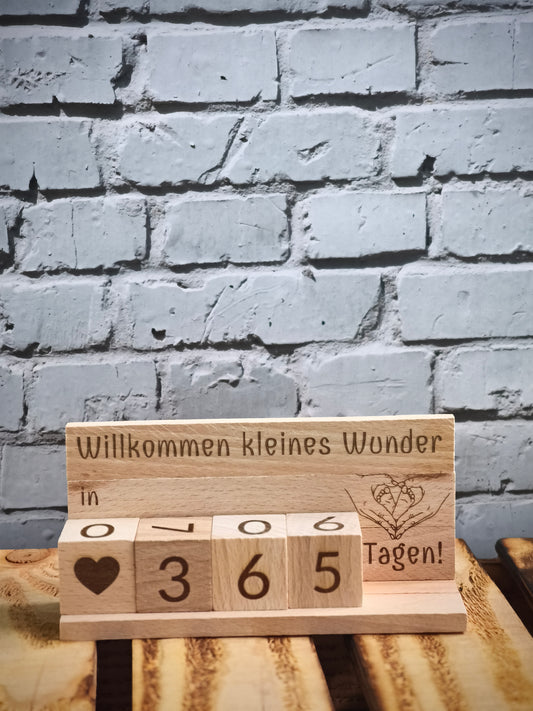 Willkommen kleines Wunder
in
♥ 365
Tagen!